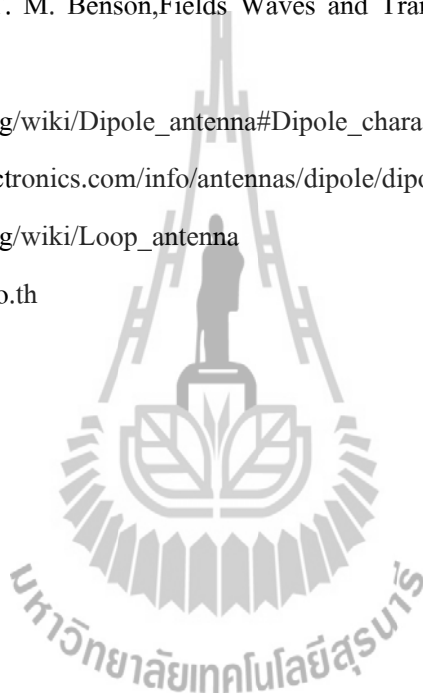 . M. Benson,Fields Waves and Tran
g/wiki/Dipole_antenna#Dipole_chara
ctronics.com/info/antennas/dipole/dipo
g/wiki/Loop_antenna
o.th
มหาวิทยาลัยเทคโนโลยีสุรนารี